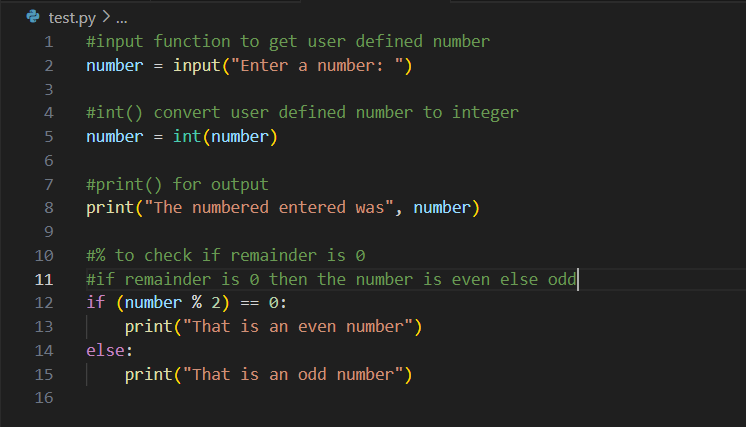 test.py > ...
1 #input function to get user defined number
2 number = input("Enter a number: ")
3
4 #int() convert user defined number to integer
5 number = int(number)
6
7 #print() for output
8 print("The numbered entered was", number)
9
10 #% to check if remainder is 0
11 #if remainder is 0 then the number is even else odd
12 if (number % 2) == 0:
13     print("That is an even number")
14 else:
15     print("That is an odd number")
16